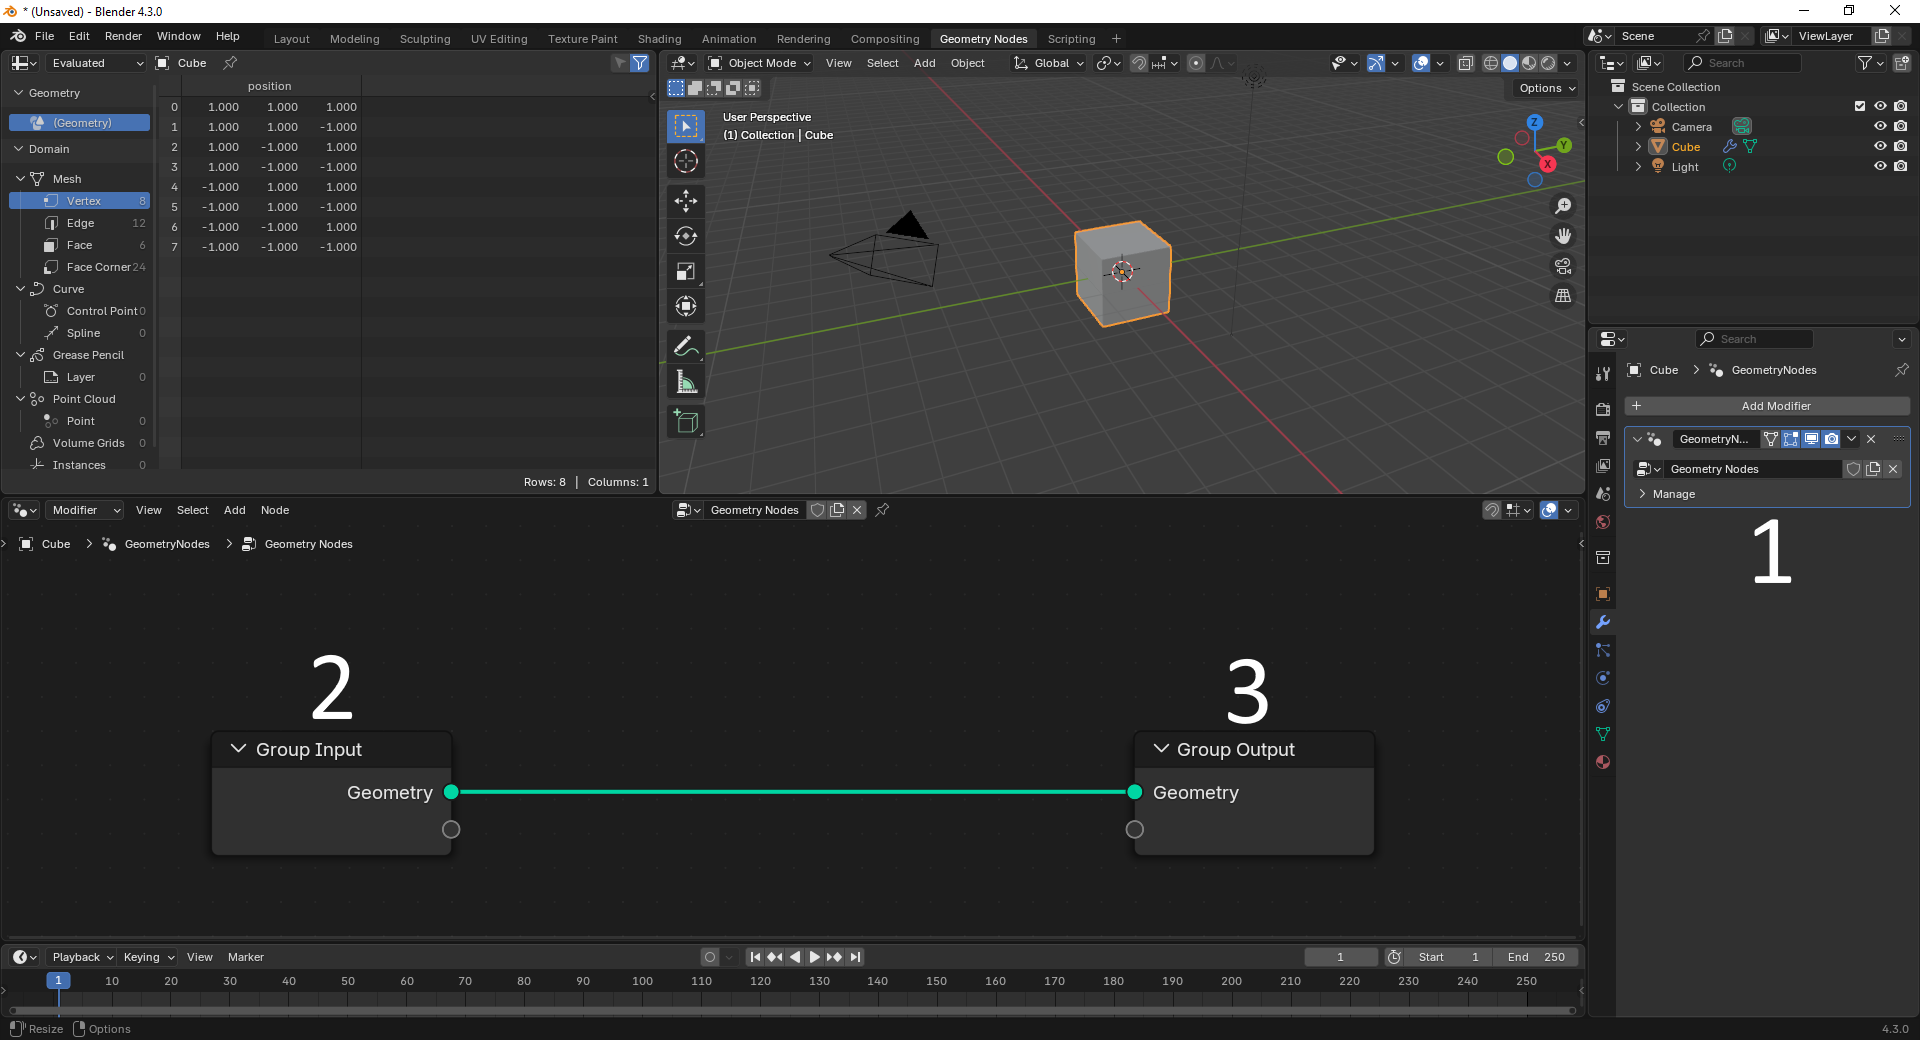 * (Unsaved) - Blender 4.3.0
File Edit Render Window Help
Layout Modeling Sculpting UV Editing Texture Paint Shading Animation Rendering Compositing Geometry Nodes Scripting +
Scene ViewLayer
Evaluated Cube
Geometry
(Geometry)
Domain
Mesh
Vertex 8
Edge 12
Face 6
Face Corner 24
Curve
Control Point 0
Spline 0
Grease Pencil
Layer 0
Point Cloud
Point 0
Volume Grids 0
Instances 0
position
0 1.000 1.000 1.000
1 1.000 1.000 -1.000
2 1.000 -1.000 1.000
3 1.000 -1.000 -1.000
4 -1.000 1.000 1.000
5 -1.000 1.000 -1.000
6 -1.000 -1.000 1.000
7 -1.000 -1.000 -1.000
Rows: 8 | Columns: 1
Object Mode View Select Add Object Global
Options
User Perspective
(1) Collection | Cube
Z
Y
X
Search
Scene Collection
Collection
Camera
Cube
Light
Search
Cube > GeometryNodes
+ Add Modifier
GeometryN...
Geometry Nodes
Manage
1
Modifier View Select Add Node
Geometry Nodes
Cube > GeometryNodes > Geometry Nodes
2
Group Input
Geometry
3
Group Output
Geometry
Playback Keying View Marker
1 Start 1 End 250
1 10 20 30 40 50 60 70 80 90 100 110 120 130 140 150 160 170 180 190 200 210 220 230 240 250
Resize Options
4.3.0